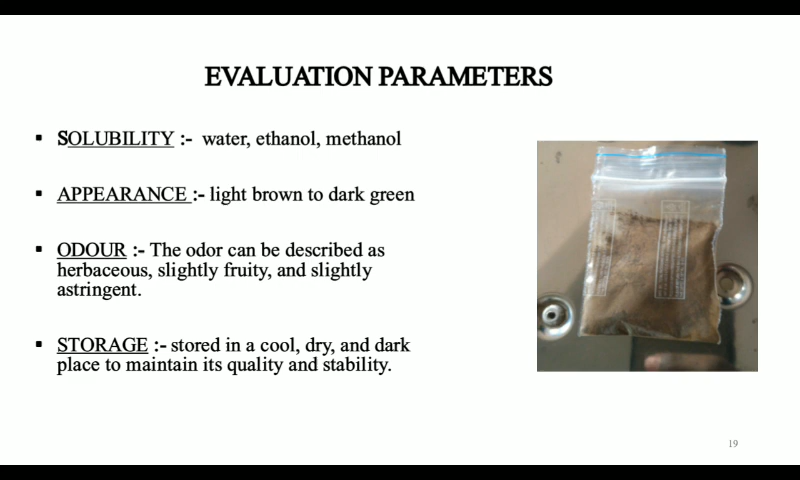 EVALUATION PARAMETERS
▪ SOLUBILITY :- water, ethanol, methanol
▪ APPEARANCE :- light brown to dark green
▪ ODOUR :- The odor can be described as
herbaceous, slightly fruity, and slightly
astringent.
▪ STORAGE :- stored in a cool, dry, and dark
place to maintain its quality and stability.
19